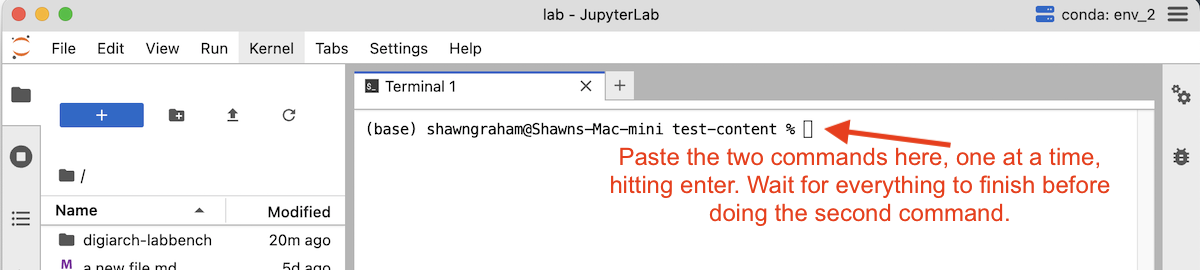 lab - JupyterLab
conda: env_2
File Edit View Run Kernel Tabs Settings Help
Terminal 1
(base) shawngraham@Shawns-Mac-mini test-content %
Paste the two commands here, one at a time,
hitting enter. Wait for everything to finish before
doing the second command.
/
Name Modified
digiarch-labbench 20m ago
M a new file.md 5d ago